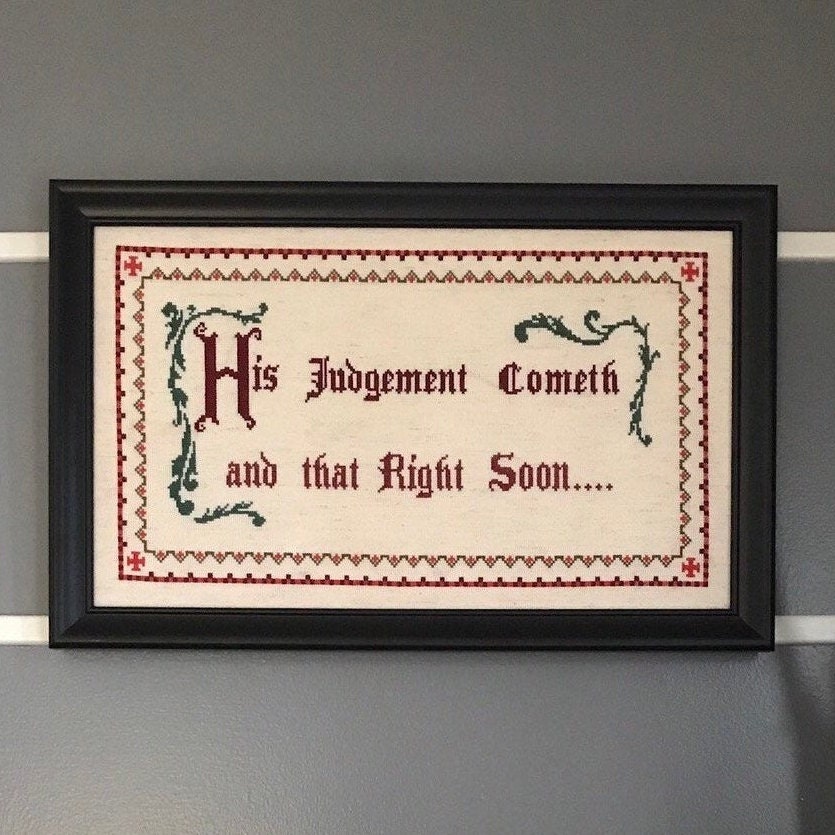 His Judgement Cometh
and that Right Soon....